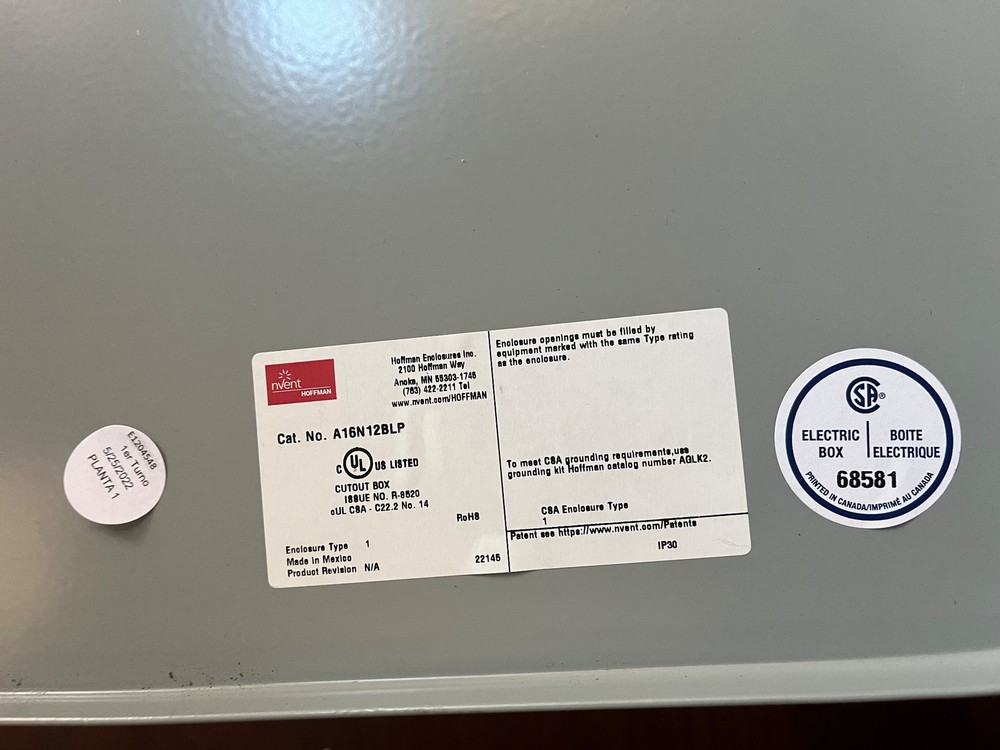 E1204548
1er Turno
5/25/2022
PLANTA 1
nvent
HOFFMAN
Hoffman Enclosures Inc.
2100 Hoffman Way
Anoka, MN 55303-1745
(763) 422-2211 Tel
www.nvent.com/HOFFMAN
Cat. No. A16N12BLP
C UL US LISTED
CUTOUT BOX
ISSUE NO. R-8520
cUL CSA - C22.2 No. 14
RoHS
Enclosure Type 1
Made in Mexico
Product Revision N/A
22145
Enclosure openings must be filled by
equipment marked with the same Type rating
as the enclosure.
To meet CSA grounding requirements,use
grounding kit Hoffman catalog number AGLK2.
CSA Enclosure Type
1
Patent see https://www.nvent.com/Patents
IP30
CSA®
ELECTRIC BOX
BOITE ELECTRIQUE
68581
PRINTED IN CANADA/IMPRIMÉ AU CANADA